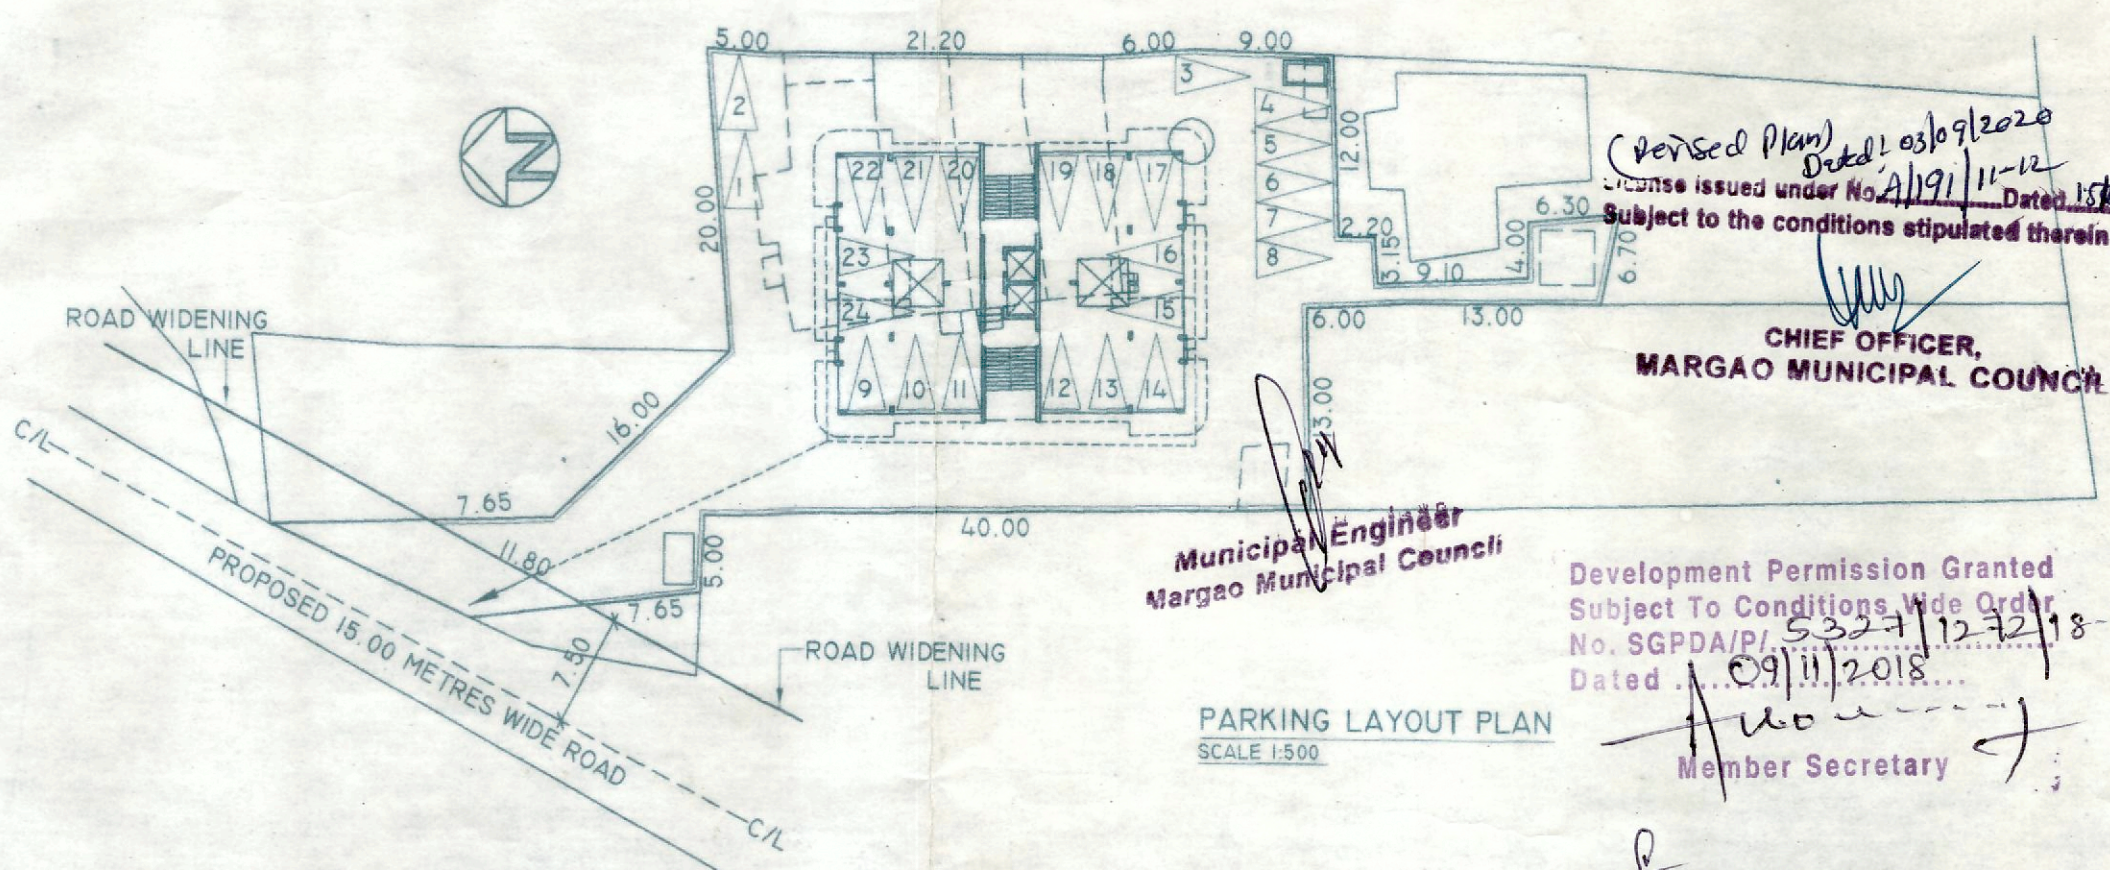 5.00 21.20 6.00 9.00
2
3
4
5
6
7
8
1
20.00
12.00
22 21 20 19 18 17
23 16
24 15
9 10 11 12 13 14
N
(Revised Plan)
Dated: 03/09/2020
License issued under No. A/191/11-12 Dated
Subject to the conditions stipulated therein
2.20
3.15
9.10
4.00
6.30
6.70
6.00 13.00
3.00
CHIEF OFFICER,
MARGAO MUNICIPAL COUNCIL
ROAD WIDENING
LINE
16.00
C/L
7.65
11.80
5.00
40.00
7.65
7.50
PROPOSED 15.00 METRES WIDE ROAD
C/L
ROAD WIDENING
LINE
Municipal Engineer
Margao Municipal Council
PARKING LAYOUT PLAN
SCALE 1:500
Development Permission Granted
Subject To Conditions Wide Order
No. SGPDA/P/ 5327/1272/18-
Dated 09/11/2018
Member Secretary